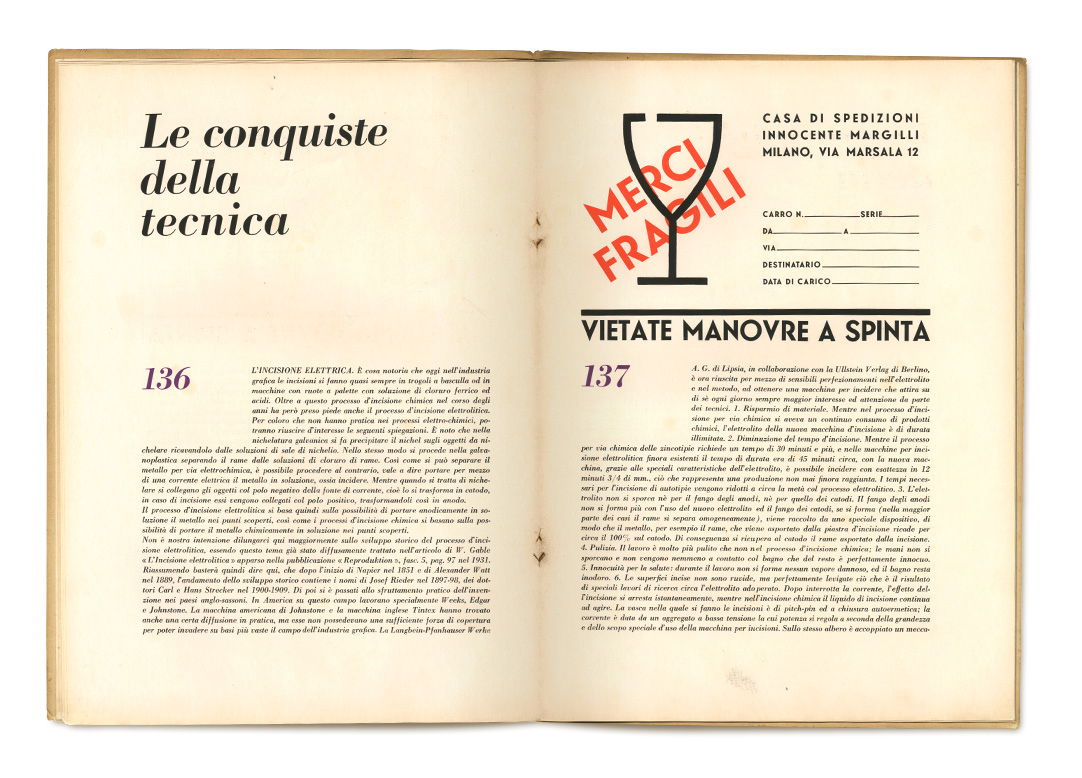 Le conquiste
della
tecnica
136
L'INCISIONE ELETTRICA. È cosa notoria che oggi nell'industria
grafica le incisioni si fanno quasi sempre in trogoli a basculla od in
macchine con ruote a palette con soluzione di cloruro ferrico ed
acidi. Oltre a questo processo d'incisione chimica nel corso degli
anni ha però preso piede anche il processo d'incisione elettrolitica.
Per coloro che non hanno pratica nei processi elettro-chimici, po-
tranno riuscire d'interesse le seguenti spiegazioni. È noto che nella
nichelatura galvanica si fa precipitare il nichel sugli oggetti da ni-
chelare ricavandolo dalle soluzioni di sale di nichelio. Nello stesso modo si procede nella galva-
noplastica separando il rame dalle soluzioni di cloruro di rame. Così come si può separare il
metallo per via elettrochimica, è possibile procedere al contrario, vale a dire portare per mezzo
di una corrente elettrica il metallo in soluzione, ossia incidere. Mentre quando si tratta di niche-
lare si collegano gli oggetti col polo negativo della fonte di corrente, cioè lo si trasforma in catodo,
in caso di incisione essi vengono collegati col polo positivo, trasformandoli così in anodo.
Il processo d'incisione elettrolitica si basa quindi sulla possibilità di portare anodicamente in so-
luzione il metallo nei punti scoperti, così come i processi d'incisione chimica si basano sulla pos-
sibilità di portare il metallo chimicamente in soluzione nei punti scoperti.
Non è nostra intenzione dilungarci qui maggiormente sullo sviluppo storico del processo d'inci-
sione elettrolitica, essendo questo tema già stato diffusamente trattato nell'articolo di W. Gable
« L'Incisione elettrolitica » apparso nella pubblicazione « Reproduktion », fasc. 5, pag. 97 nel 1931.
Riassumendo basterà quindi dire qui, che dopo l'inizio di Napier nel 1851 e di Alexander Watt
nel 1889, l'andamento dello sviluppo storico contiene i nomi di Josef Rieder nel 1897-98, dei dot-
tori Carl e Hans Strecker nel 1900-1909. Di poi si è passati allo sfruttamento pratico dell'inven-
zione nei paesi anglo-sassoni. In America su questo campo lavorano specialmente Weeks, Edgar
e Johnstone. La macchina americana di Johnstone e la macchina inglese Tintex hanno trovato
anche una certa diffusione in pratica, ma esse non possedevano una sufficiente forza di copertura
per poter invadere su basi più vaste il campo dell'industria grafica. La Langbein-Pfanhauser Werke
MERCI
FRAGILI
CASA DI SPEDIZIONI
INNOCENTE MARGILLI
MILANO, VIA MARSALA 12
CARRO N. SERIE
DA A
VIA
DESTINATARIO
DATA DI CARICO
VIETATE MANOVRE A SPINTA
137
A. G. di Lipsia, in collaborazione con la Ullstein Verlag di Berlino,
è ora riuscita per mezzo di sensibili perfezionamenti nell'elettrolito
e nel metodo, ad ottenere una macchina per incidere che attira su
di sè ogni giorno sempre maggior interesse ed attenzione da parte
dei tecnici. 1. Risparmio di materiale. Mentre nel processo d'inci-
sione per via chimica si aveva un continuo consumo di prodotti
chimici, l'elettrolito della nuova macchina d'incisione è di durata
illimitata. 2. Diminuzione del tempo d'incisione. Mentre il processo
per via chimica delle zincotipie richiede un tempo di 30 minuti e più, e nelle macchine per inci-
sione elettrolitica finora esistenti il tempo di durata era di 45 minuti circa, con la nuova mac-
china, grazie alle speciali caratteristiche dell'elettrolito, è possibile incidere con esattezza in 12
minuti 3/4 di mm., ciò che rappresenta una produzione non mai finora raggiunta. I tempi neces-
sari per l'incisione di autotipie vengono ridotti a circa la metà col processo elettrolitico. 3. L'elet-
trolito non si sporca nè per il fango degli anodi, nè per quello dei catodi. Il fango degli anodi
non si forma più con l'uso del nuovo elettrolito ed il fango dei catodi, se si forma (nella maggior
parte dei casi il rame si separa omogeneamente), viene raccolto da uno speciale dispositivo, di
modo che il metallo, per esempio il rame, che viene asportato dalla piastra d'incisione ricade per
circa il 100% sul catodo. Di conseguenza si ricupera al catodo il rame asportato dalla incisione.
4. Pulizia. Il lavoro è molto più pulito che non nel processo d'incisione chimica; le mani non si
sporcano e non vengono nemmeno a contatto col bagno che del resto è perfettamente innocuo.
5. Innocuità per la salute: durante il lavoro non si forma nessun vapore dannoso, ed il bagno resta
inodoro. 6. Le superfici incise non sono ruvide, ma perfettamente levigate ciò che è il risultato
di speciali lavori di ricerca circa l'elettrolito adoperato. Dopo interrotta la corrente, l'effetto del-
l'incisione si arresta istantaneamente, mentre nell'incisione chimica il liquido di incisione continua
ad agire. La vasca nella quale si fanno le incisioni è di pitch-pin ed a chiusura autoermetica; la
corrente è data da un aggregato a bassa tensione la cui potenza si regola a seconda della grandezza
e dello scopo speciale d'uso della macchina per incisioni. Sullo stesso albero è accoppiato un mecca-